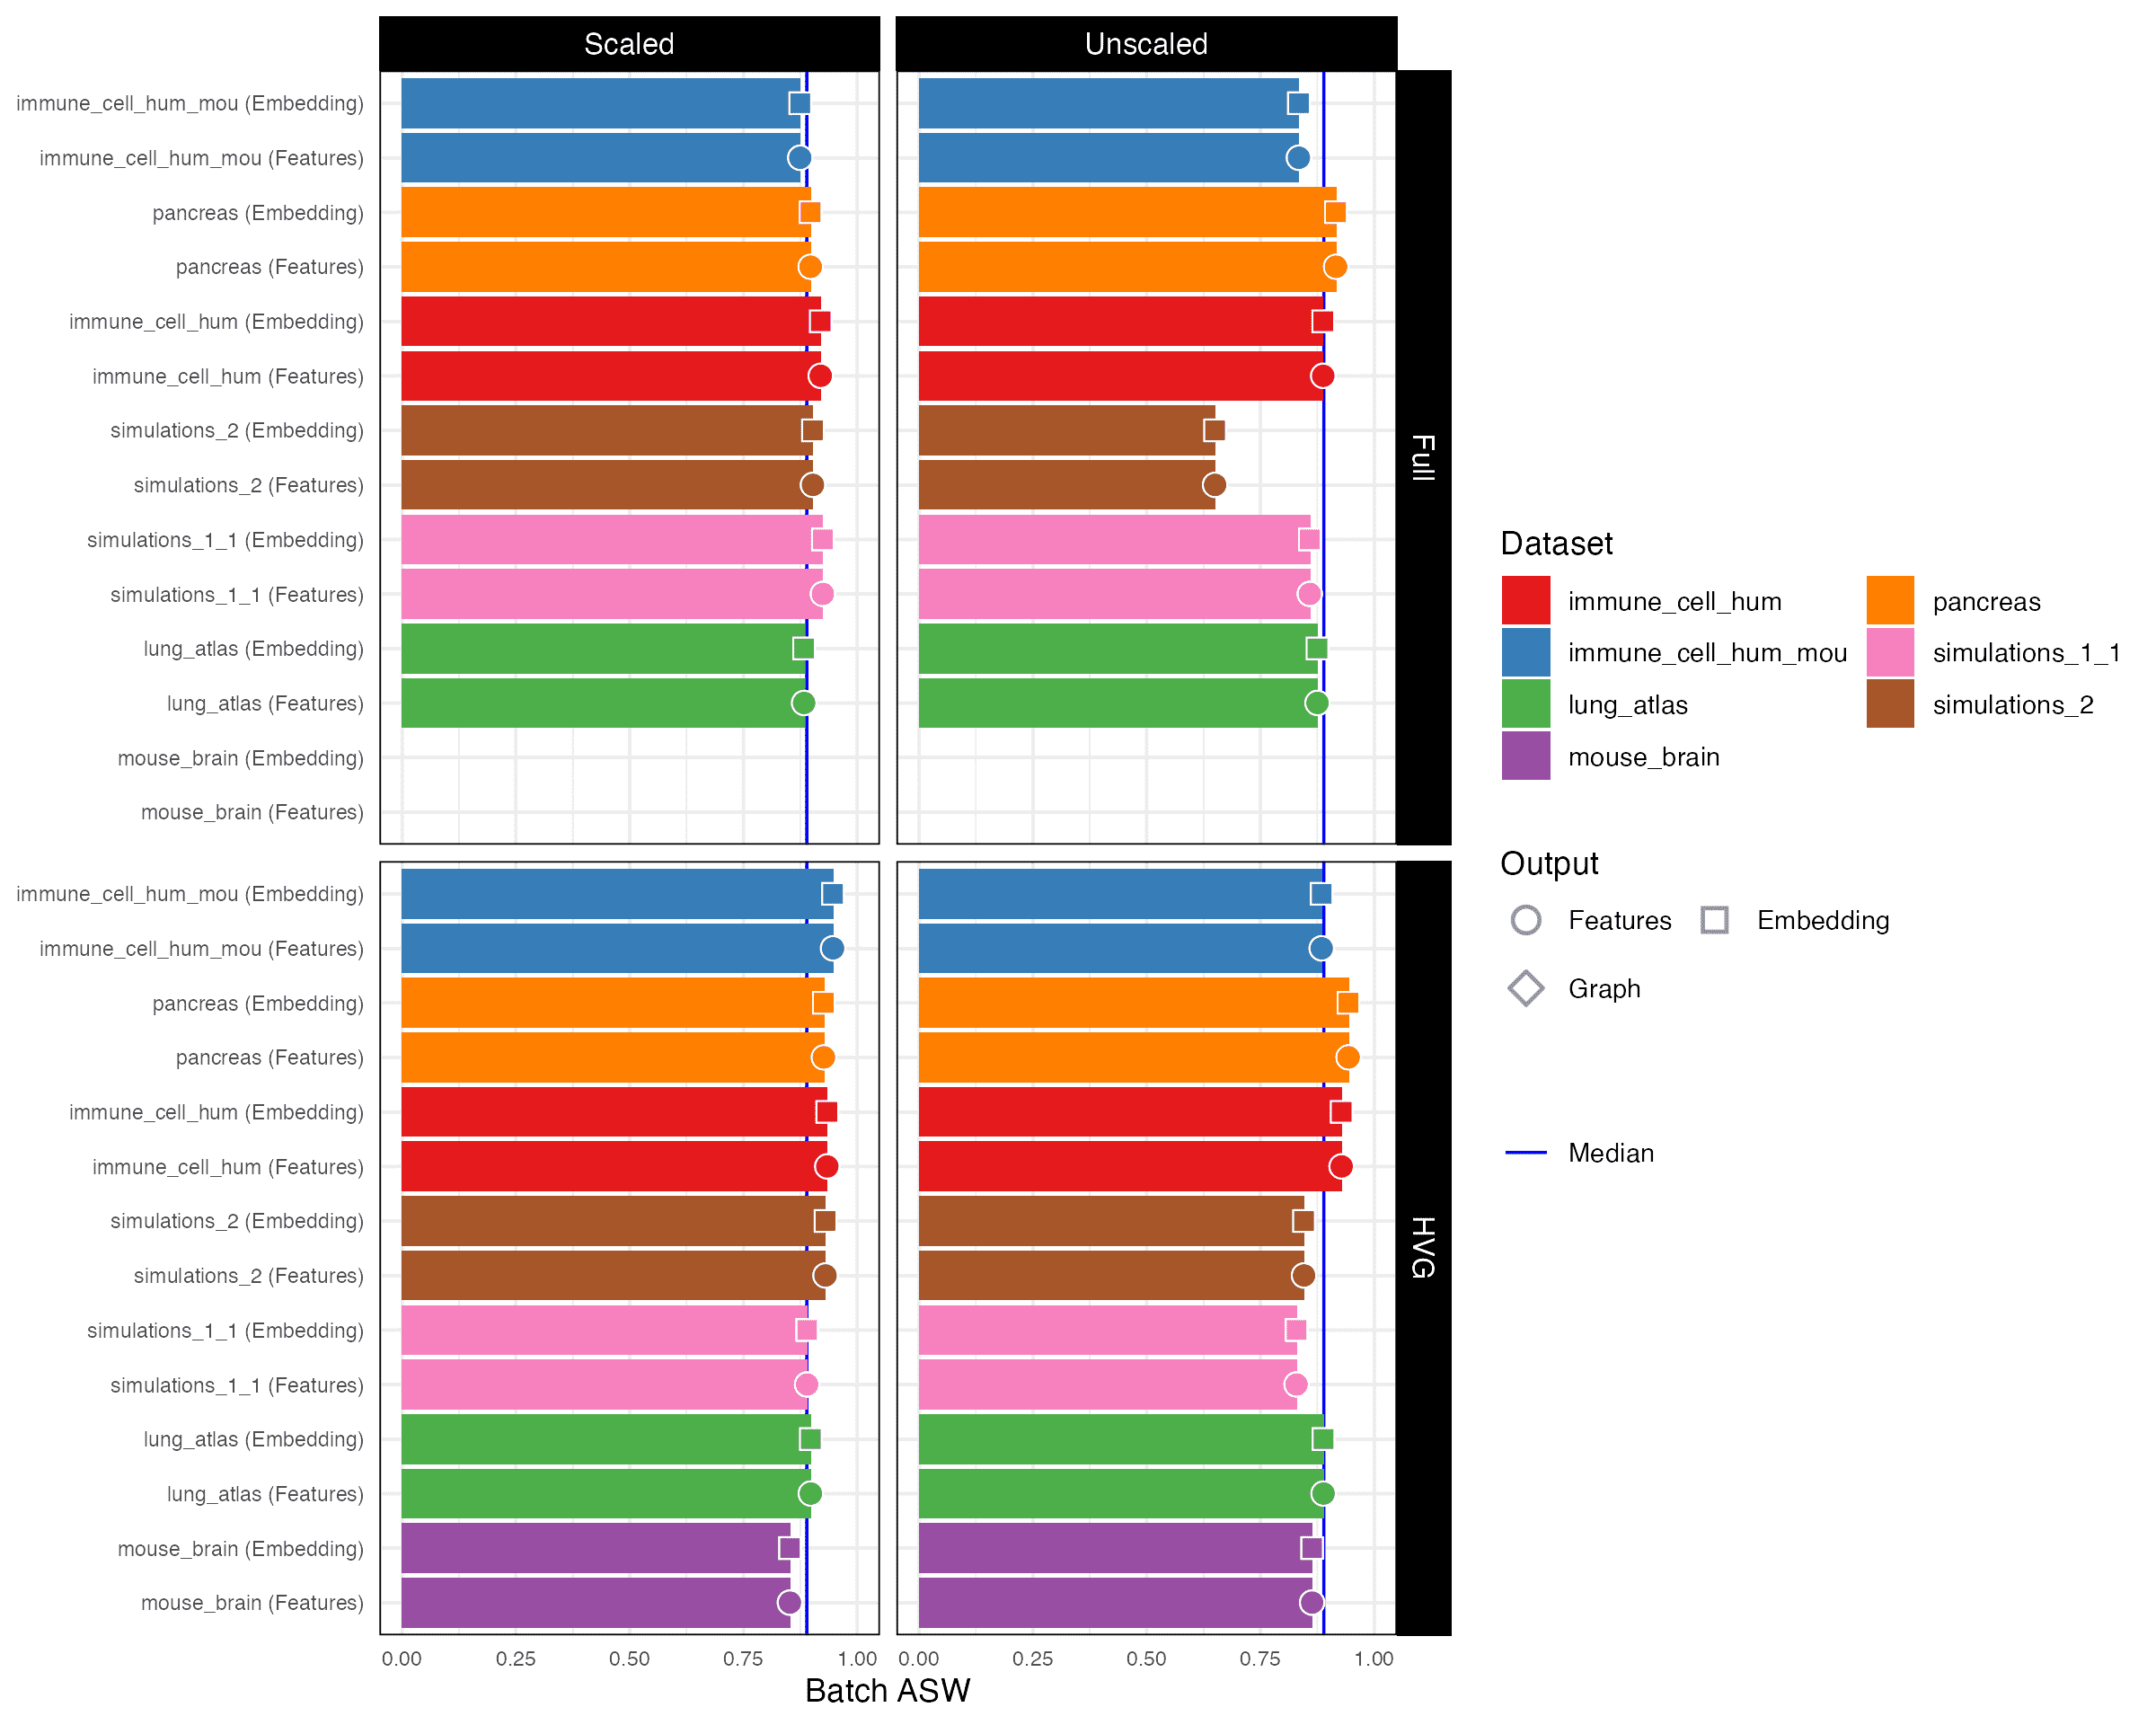 Scaled
Unscaled
immune_cell_hum_mou (Embedding)
immune_cell_hum_mou (Features)
pancreas (Embedding)
pancreas (Features)
immune_cell_hum (Embedding)
immune_cell_hum (Features)
simulations_2 (Embedding)
simulations_2 (Features)
simulations_1_1 (Embedding)
simulations_1_1 (Features)
lung_atlas (Embedding)
lung_atlas (Features)
mouse_brain (Embedding)
mouse_brain (Features)
Full
immune_cell_hum_mou (Embedding)
immune_cell_hum_mou (Features)
pancreas (Embedding)
pancreas (Features)
immune_cell_hum (Embedding)
immune_cell_hum (Features)
simulations_2 (Embedding)
simulations_2 (Features)
simulations_1_1 (Embedding)
simulations_1_1 (Features)
lung_atlas (Embedding)
lung_atlas (Features)
mouse_brain (Embedding)
mouse_brain (Features)
HVG
0.00 0.25 0.50 0.75 1.00 0.00 0.25 0.50 0.75 1.00
Batch ASW
Dataset
immune_cell_hum pancreas
immune_cell_hum_mou simulations_1_1
lung_atlas simulations_2
mouse_brain
Output
Features Embedding
Graph
Median